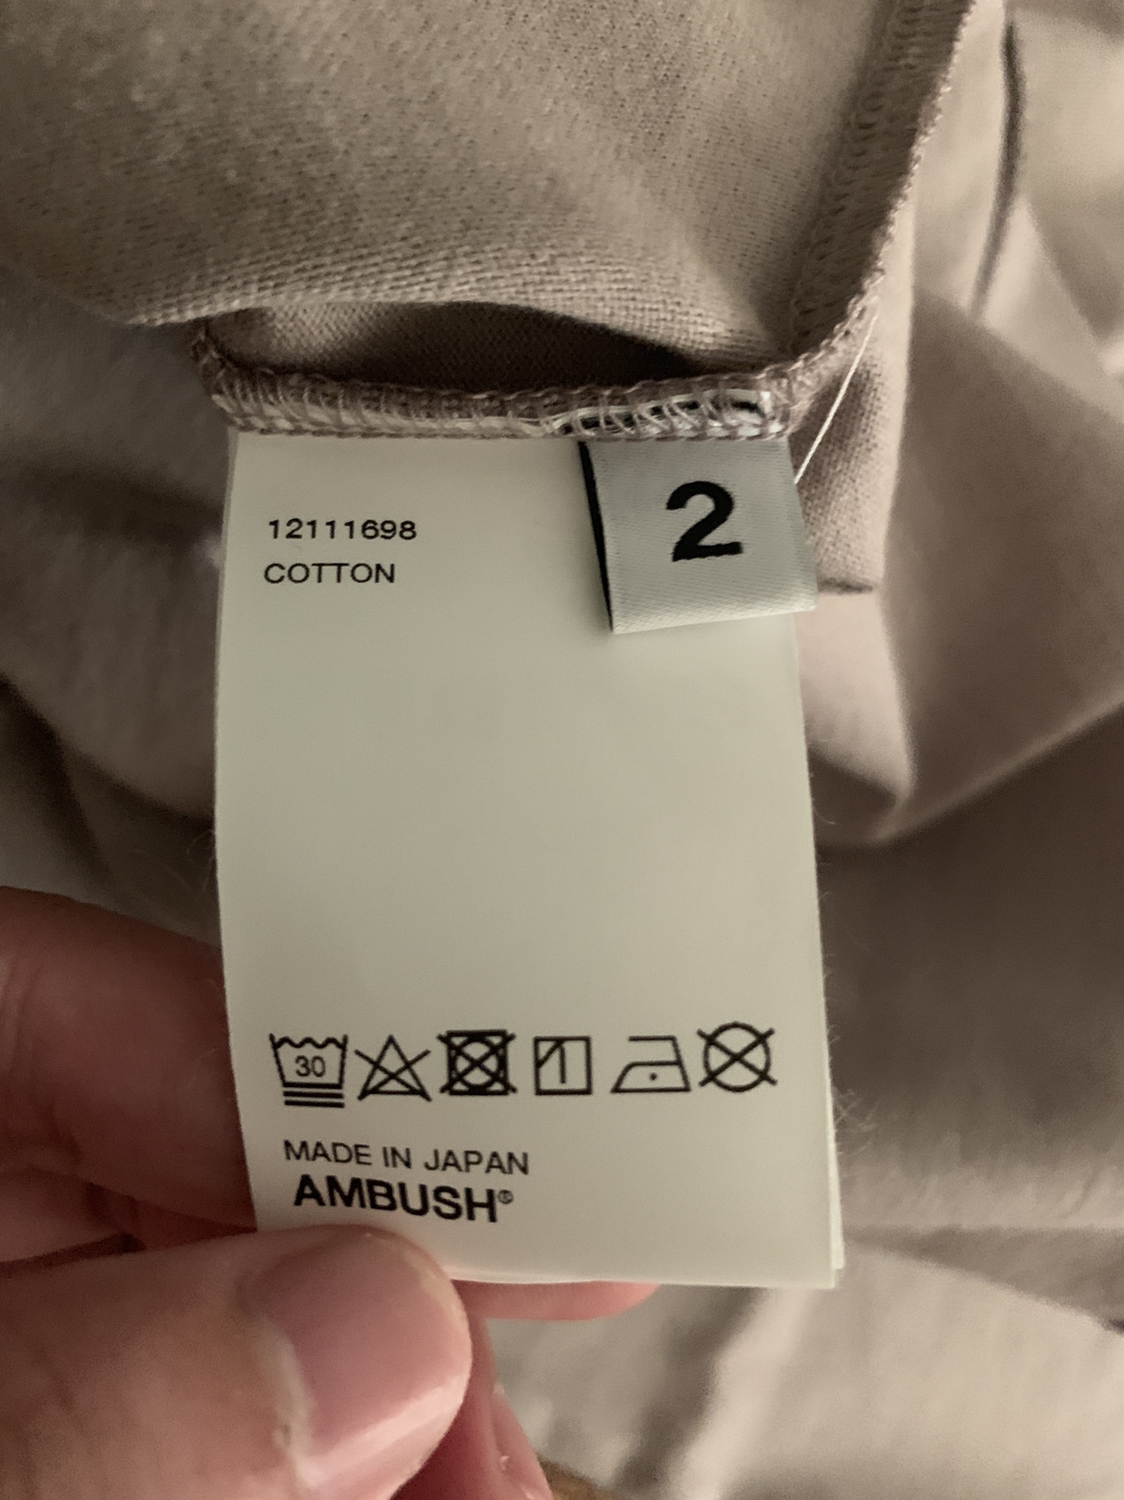 12111698
COTTON
2
30
MADE IN JAPAN
AMBUSH®